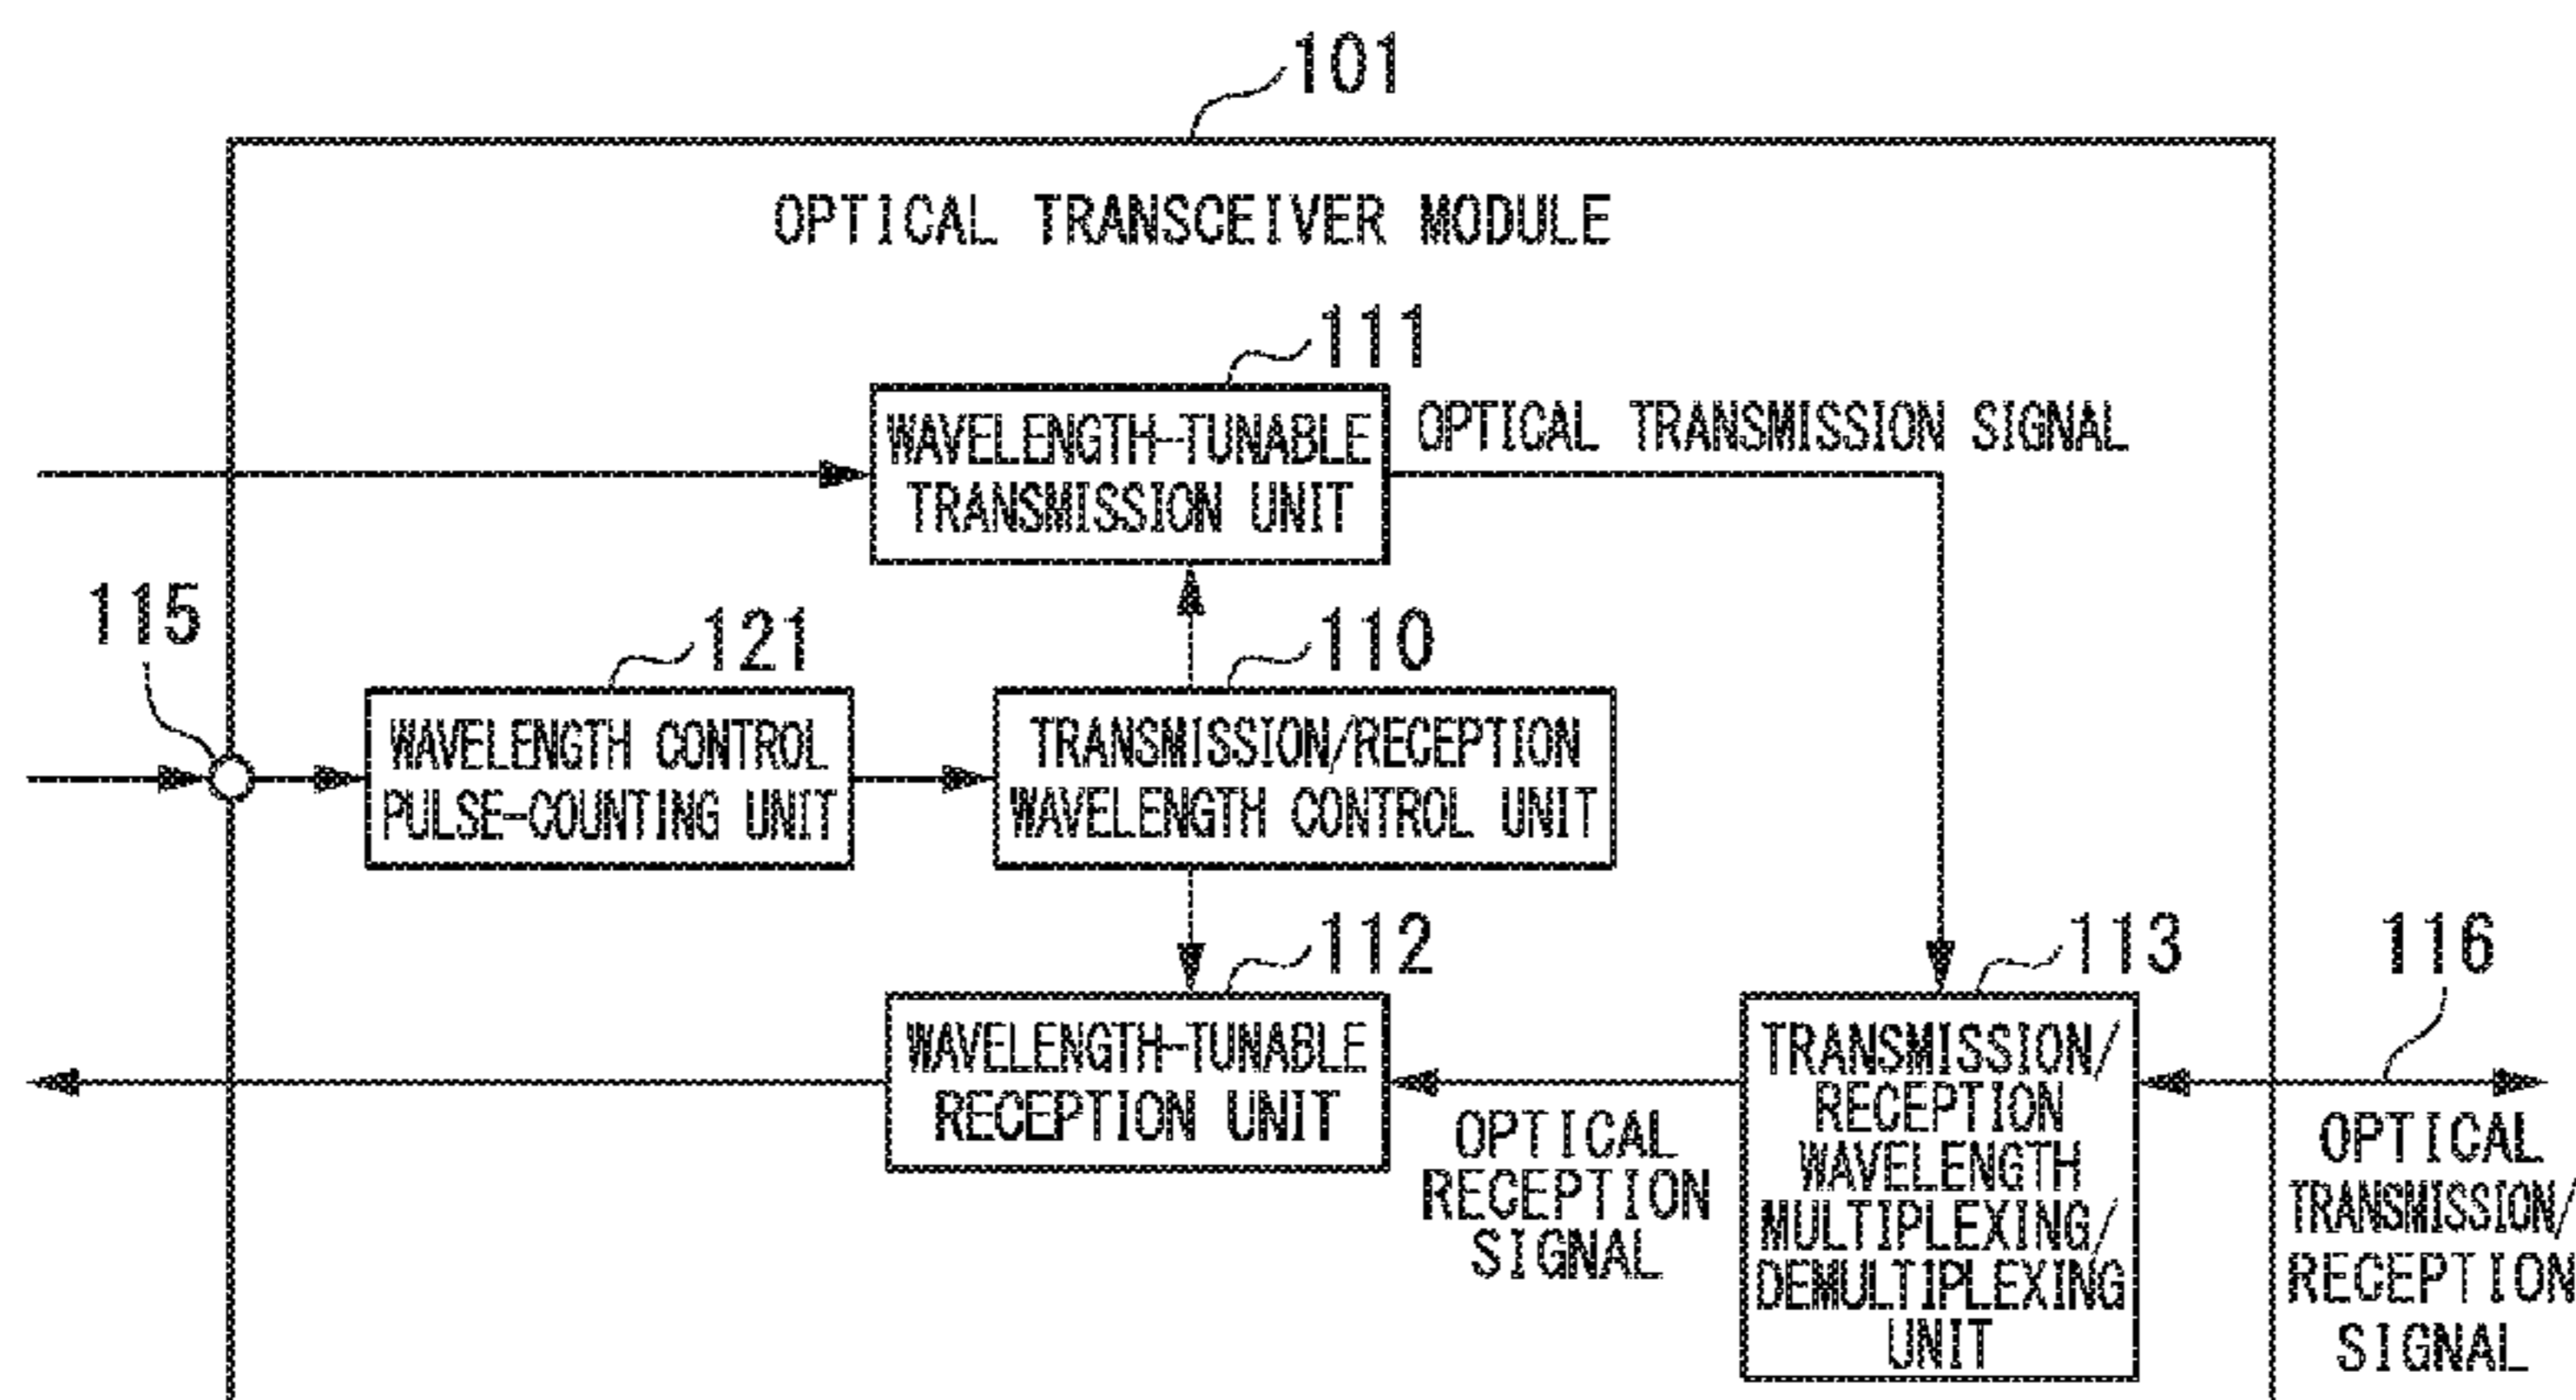 101
OPTICAL TRANSCEIVER MODULE
111
WAVELENGTH-TUNABLE
TRANSMISSION UNIT
OPTICAL TRANSMISSION SIGNAL
115
121
WAVELENGTH CONTROL
PULSE-COUNTING UNIT
110
TRANSMISSION/RECEPTION
WAVELENGTH CONTROL UNIT
112
WAVELENGTH-TUNABLE
RECEPTION UNIT
OPTICAL
RECEPTION
SIGNAL
113
TRANSMISSION/
RECEPTION
WAVELENGTH
MULTIPLEXING/
DEMULTIPLEXING
UNIT
116
OPTICAL
TRANSMISSION/
RECEPTION
SIGNAL